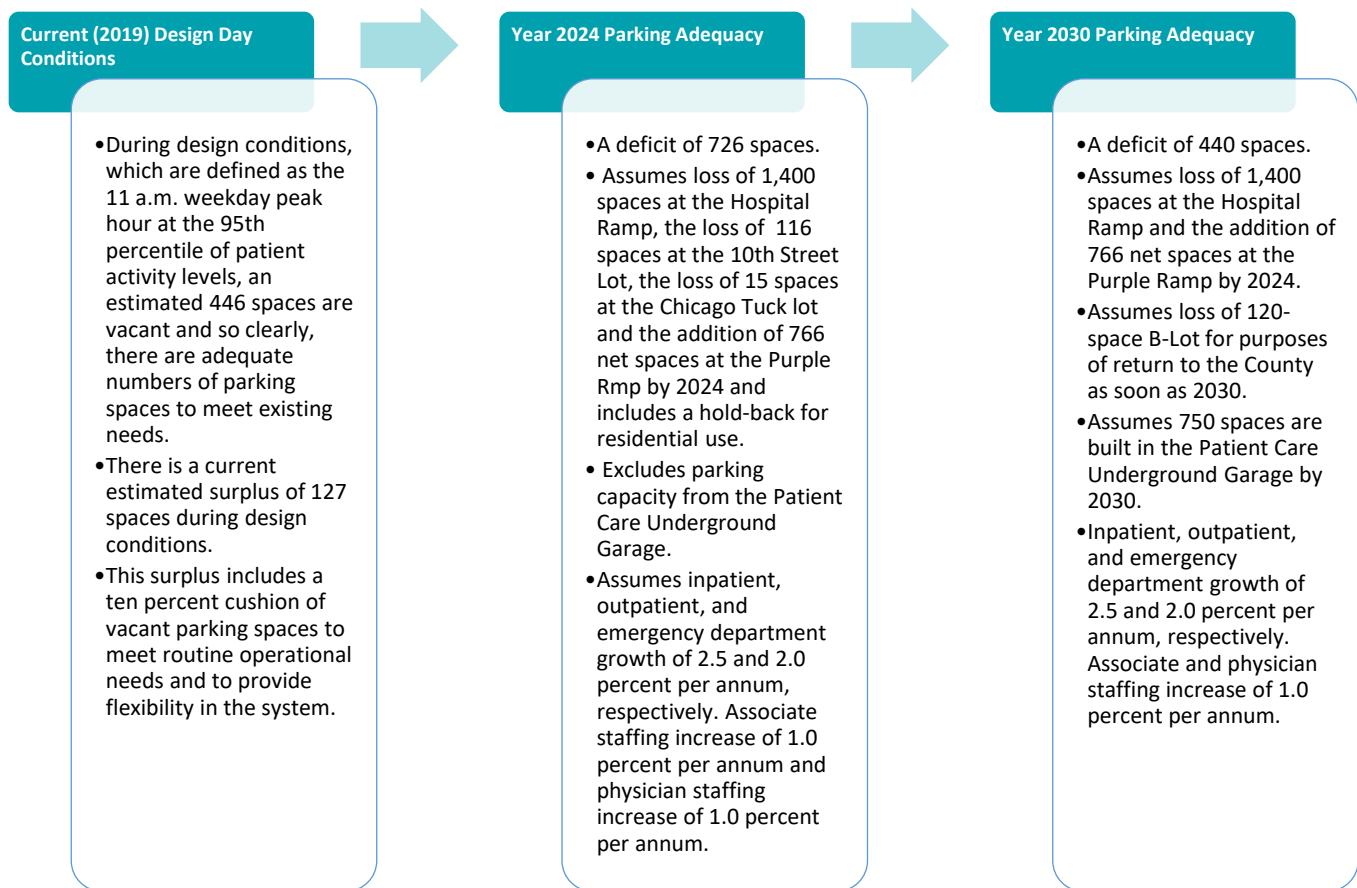 Current (2019) Design Day
Conditions
•During design conditions,
which are defined as the
11 a.m. weekday peak
hour at the 95th
percentile of patient
activity levels, an
estimated 446 spaces are
vacant and so clearly,
there are adequate
numbers of parking
spaces to meet existing
needs.
•There is a current
estimated surplus of 127
spaces during design
conditions.
•This surplus includes a
ten percent cushion of
vacant parking spaces to
meet routine operational
needs and to provide
flexibility in the system.
Year 2024 Parking Adequacy
•A deficit of 726 spaces.
• Assumes loss of 1,400
spaces at the Hospital
Ramp, the loss of 116
spaces at the 10th Street
Lot, the loss of 15 spaces
at the Chicago Tuck lot
and the addition of 766
net spaces at the Purple
Rmp by 2024 and
includes a hold-back for
residential use.
• Excludes parking
capacity from the Patient
Care Underground
Garage.
•Assumes inpatient,
outpatient, and
emergency department
growth of 2.5 and 2.0
percent per annum,
respectively. Associate
staffing increase of 1.0
percent per annum and
physician staffing
increase of 1.0 percent
per annum.
Year 2030 Parking Adequacy
•A deficit of 440 spaces.
•Assumes loss of 1,400
spaces at the Hospital
Ramp and the addition of
766 net spaces at the
Purple Ramp by 2024.
•Assumes loss of 120-
space B-Lot for purposes
of return to the County
as soon as 2030.
•Assumes 750 spaces are
built in the Patient Care
Underground Garage by
2030.
•Inpatient, outpatient,
and emergency
department growth of
2.5 and 2.0 percent per
annum, respectively.
Associate and physician
staffing increase of 1.0
percent per annum.